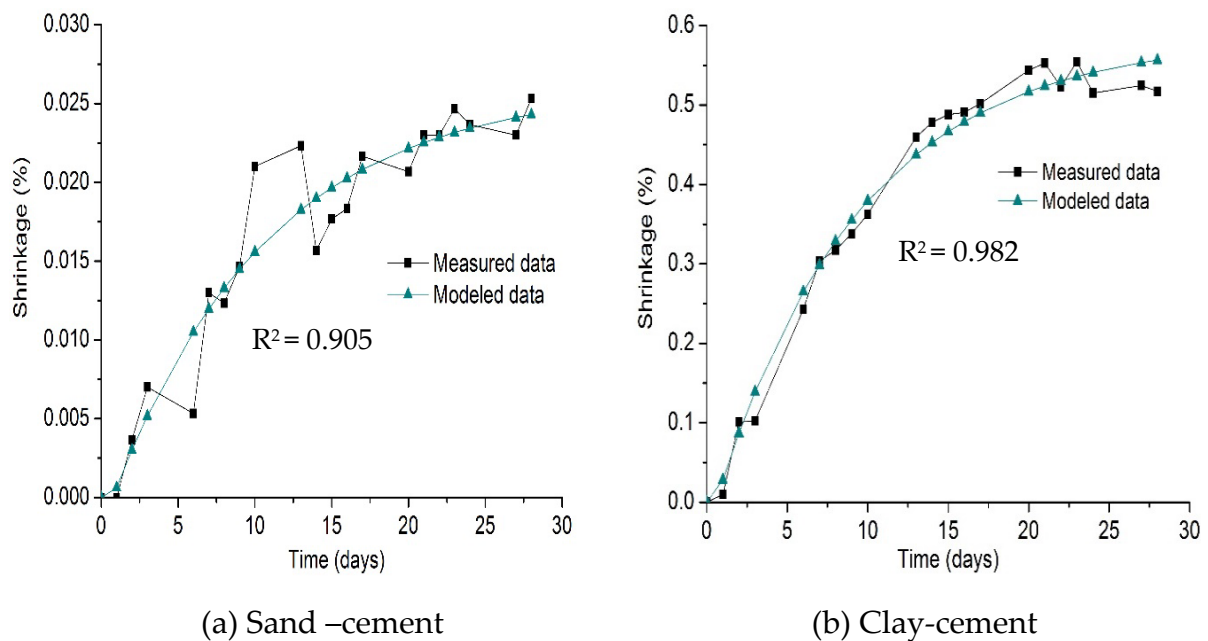 0.030
0.025
0.020
0.015
0.010
0.005
0.000
Shrinkage (%)
Measured data
Modeled data
R² = 0.905
0 5 10 15 20 25 30
Time (days)
(a) Sand –cement
0.6
0.5
0.4
0.3
0.2
0.1
0.0
Shrinkage (%)
Measured data
Modeled data
R² = 0.982
0 5 10 15 20 25 30
Time (days)
(b) Clay-cement